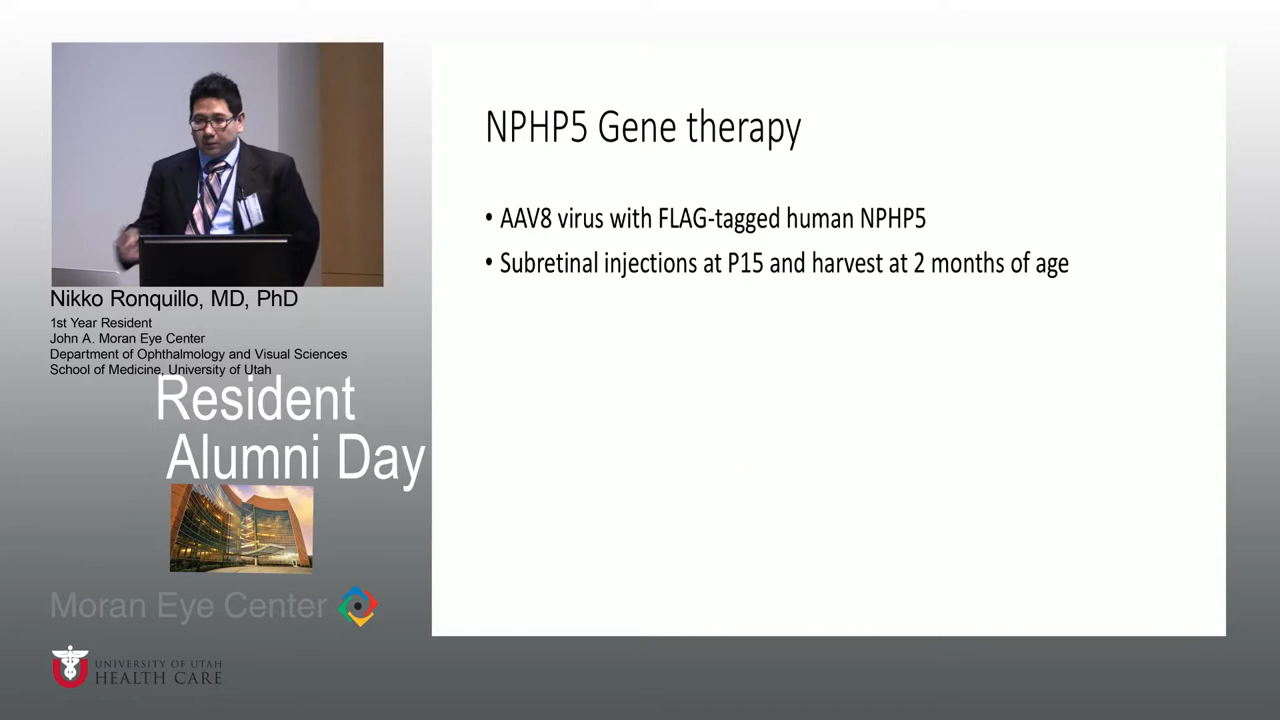 NPHP5 Gene therapy
• AAV8 virus with FLAG-tagged human NPHP5
• Subretinal injections at P15 and harvest at 2 months of age
Nikko Ronquillo, MD, PhD
1st Year Resident
John A. Moran Eye Center
Department of Ophthalmology and Visual Sciences
School of Medicine, University of Utah
Resident
Alumni Day
Moran Eye Center
UNIVERSITY OF UTAH
HEALTH CARE